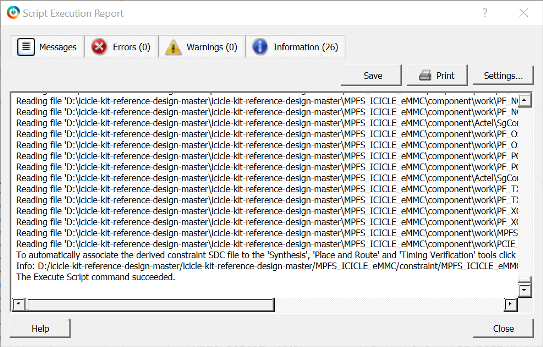 Script Execution Report
Messages
Errors (0)
Warnings (0)
Information (26)
Save
Print
Settings...
Reading file 'D:\icicle-kit-reference-design-master\icicle-kit-reference-design-master\MPFS_ICICLE_eMMC\component\work\PF_
Reading file 'D:\icicle-kit-reference-design-master\icicle-kit-reference-design-master\MPFS_ICICLE_eMMC\component\work\PF_
Reading file 'D:\icicle-kit-reference-design-master\icicle-kit-reference-design-master\MPFS_ICICLE_eMMC\component\Actel\SgCor
Reading file 'D:\icicle-kit-reference-design-master\icicle-kit-reference-design-master\MPFS_ICICLE_eMMC\component\work\PF_O
Reading file 'D:\icicle-kit-reference-design-master\icicle-kit-reference-design-master\MPFS_ICICLE_eMMC\component\work\PF_O
Reading file 'D:\icicle-kit-reference-design-master\icicle-kit-reference-design-master\MPFS_ICICLE_eMMC\component\work\PF_
Reading file 'D:\icicle-kit-reference-design-master\icicle-kit-reference-design-master\MPFS_ICICLE_eMMC\component\work\PF_
Reading file 'D:\icicle-kit-reference-design-master\icicle-kit-reference-design-master\MPFS_ICICLE_eMMC\component\Actel\SgCor
Reading file 'D:\icicle-kit-reference-design-master\icicle-kit-reference-design-master\MPFS_ICICLE_eMMC\component\work\PF_TX
Reading file 'D:\icicle-kit-reference-design-master\icicle-kit-reference-design-master\MPFS_ICICLE_eMMC\component\work\PF_TX
Reading file 'D:\icicle-kit-reference-design-master\icicle-kit-reference-design-master\MPFS_ICICLE_eMMC\component\work\PF_XC
Reading file 'D:\icicle-kit-reference-design-master\icicle-kit-reference-design-master\MPFS_ICICLE_eMMC\component\work\PF_XC
Reading file 'D:\icicle-kit-reference-design-master\icicle-kit-reference-design-master\MPFS_ICICLE_eMMC\component\work\MPFS
Reading file 'D:\icicle-kit-reference-design-master\icicle-kit-reference-design-master\MPFS_ICICLE_eMMC\component\work\PCIE_
To automatically associate the derived constraint SDC file to the 'Synthesis', 'Place and Route' and 'Timing Verification' tools click
Info: D:/icicle-kit-reference-design-master/icicle-kit-reference-design-master/MPFS_ICICLE_eMMC/constraint/MPFS_ICICLE_eMM
The Execute Script command succeeded.
Help
Close